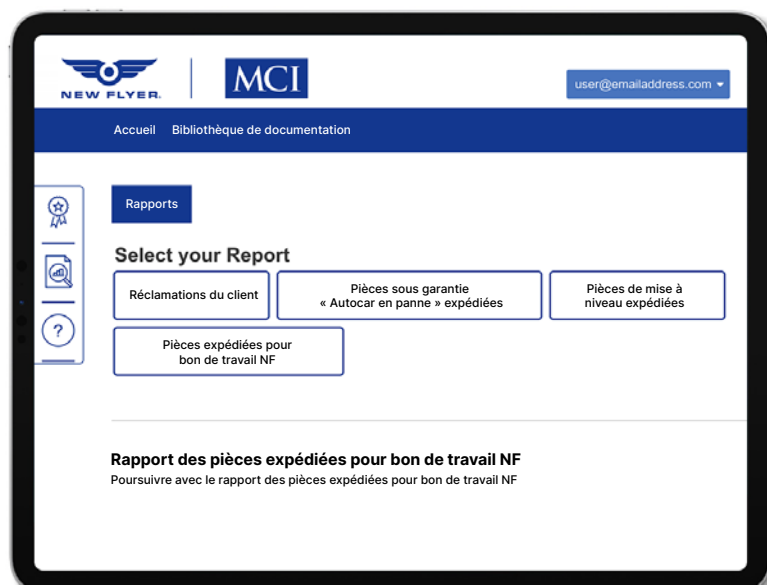 NEW FLYER.
MCI
user@emailaddress.com
Accueil Bibliothèque de documentation
Rapports
Select your Report
Réclamations du client
Pièces sous garantie
« Autocar en panne » expédiées
Pièces de mise à
niveau expédiées
Pièces expédiées pour
bon de travail NF
?
Rapport des pièces expédiées pour bon de travail NF
Poursuivre avec le rapport des pièces expédiées pour bon de travail NF